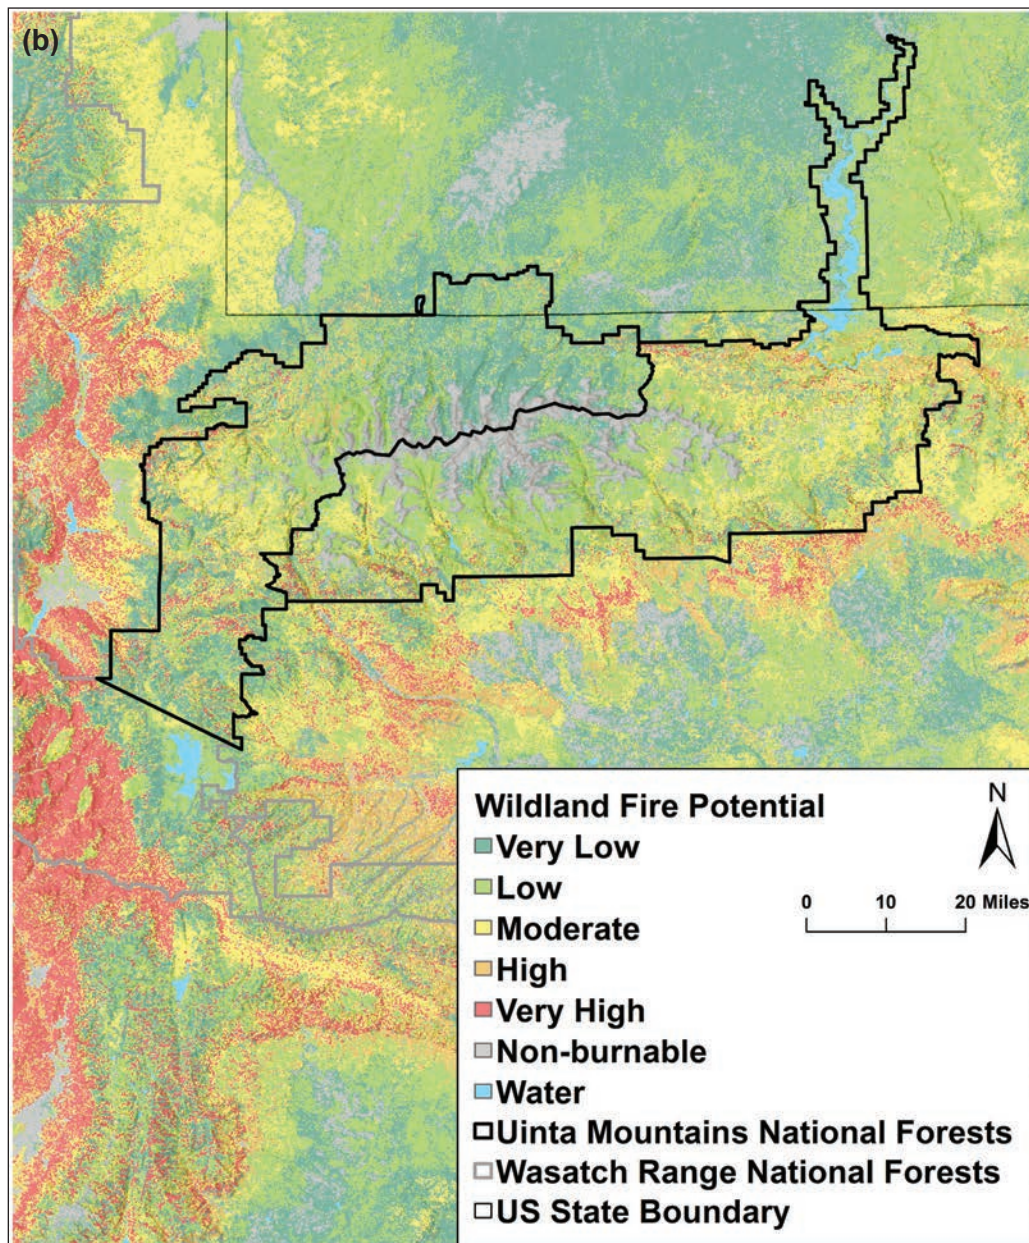 (b)
Wildland Fire Potential
Very Low
Low
Moderate
High
Very High
Non-burnable
Water
Uinta Mountains National Forests
Wasatch Range National Forests
US State Boundary
N
0 10 20 Miles